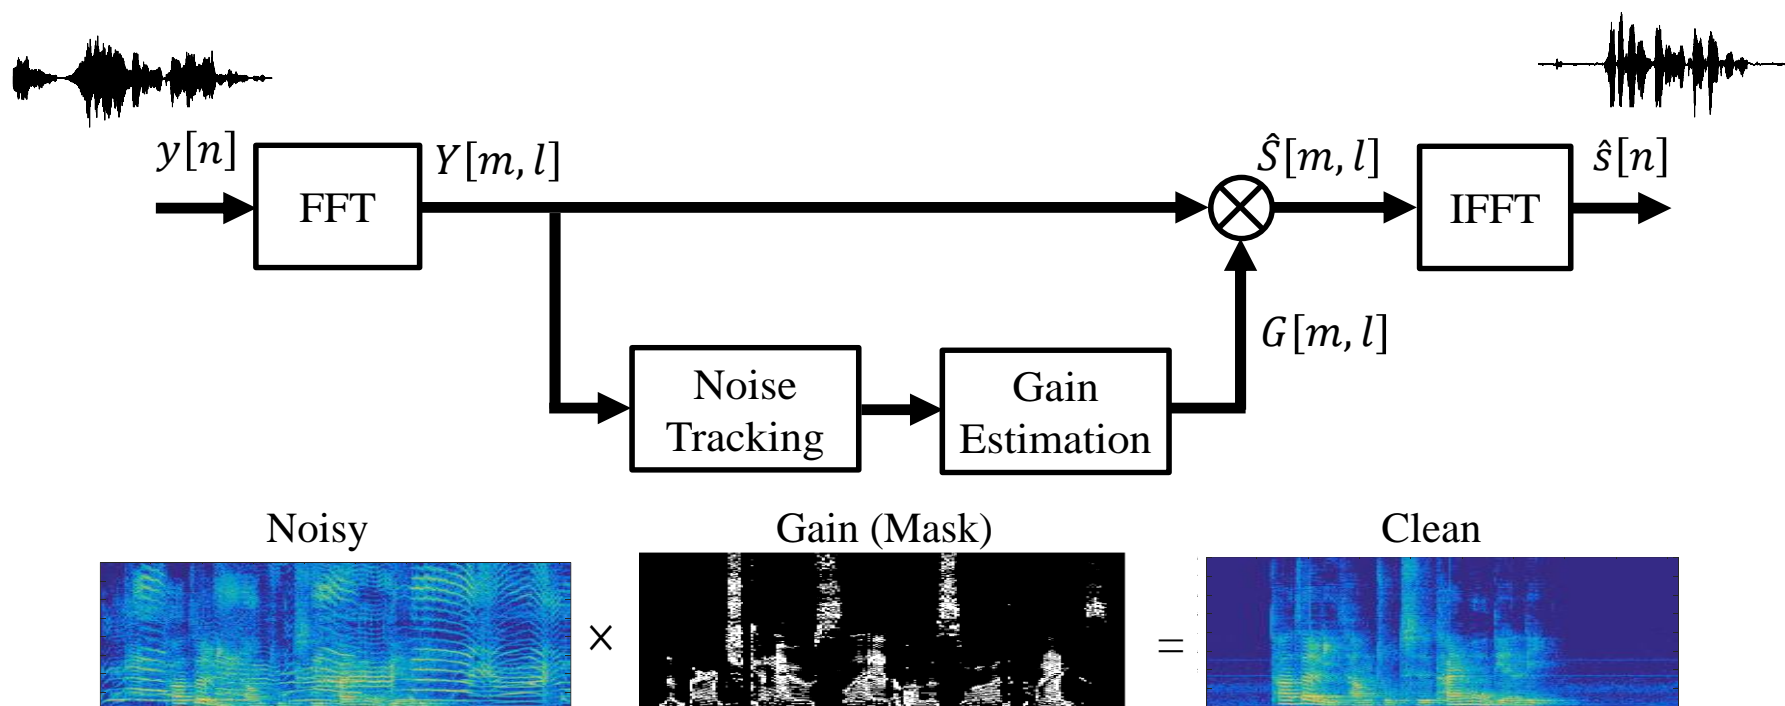 y[n]
FFT
Y[m, l]
Ŝ[m, l]
IFFT
ŝ[n]
G[m, l]
Noise
Tracking
Gain
Estimation
Noisy
Gain (Mask)
Clean
×
=